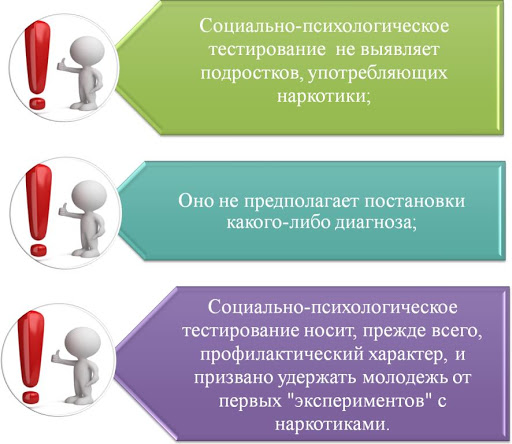 Социально-психологическое
тестирование не выявляет
подростков, употребляющих
наркотики;
Оно не предполагает постановки
какого-либо диагноза;
Социально-психологическое
тестирование носит, прежде всего,
профилактический характер, и
призвано удержать молодежь от
первых "экспериментов" с
наркотиками.